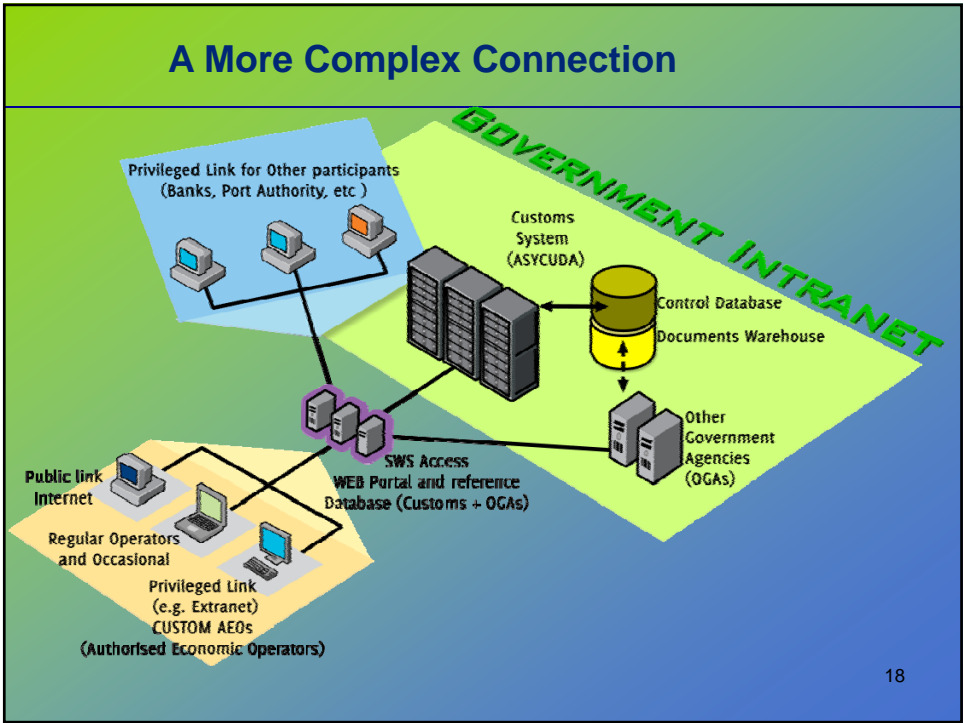 A More Complex Connection
GOVERNMENT INTRANET
Privileged Link for Other participants
(Banks, Port Authority, etc )
Customs
System
(ASYCUDA)
Control Database
Documents Warehouse
Other
Government
Agencies
(OGAs)
SWS Access
WEB Portal and reference
Database (Customs + OGAs)
Public link
Internet
Regular Operators
and Occasional
Privileged Link
(e.g. Extranet)
CUSTOM AEOs
(Authorised Economic Operators)
18